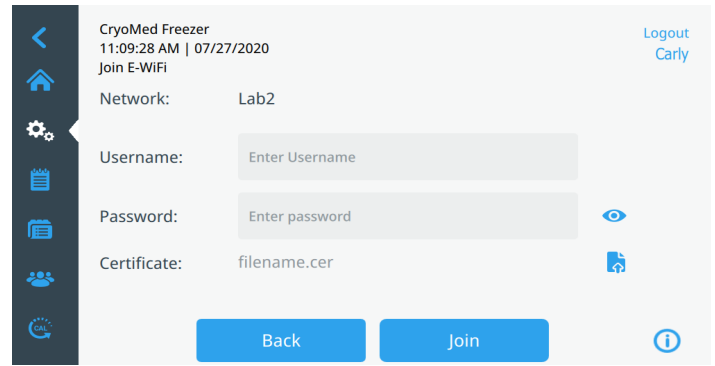 CryoMed Freezer
11:09:28 AM | 07/27/2020
Join E-WiFi
Logout
Carly
Network: Lab2
Username: Enter Username
Password: Enter password
Certificate: filename.cer
CAL
Back Join